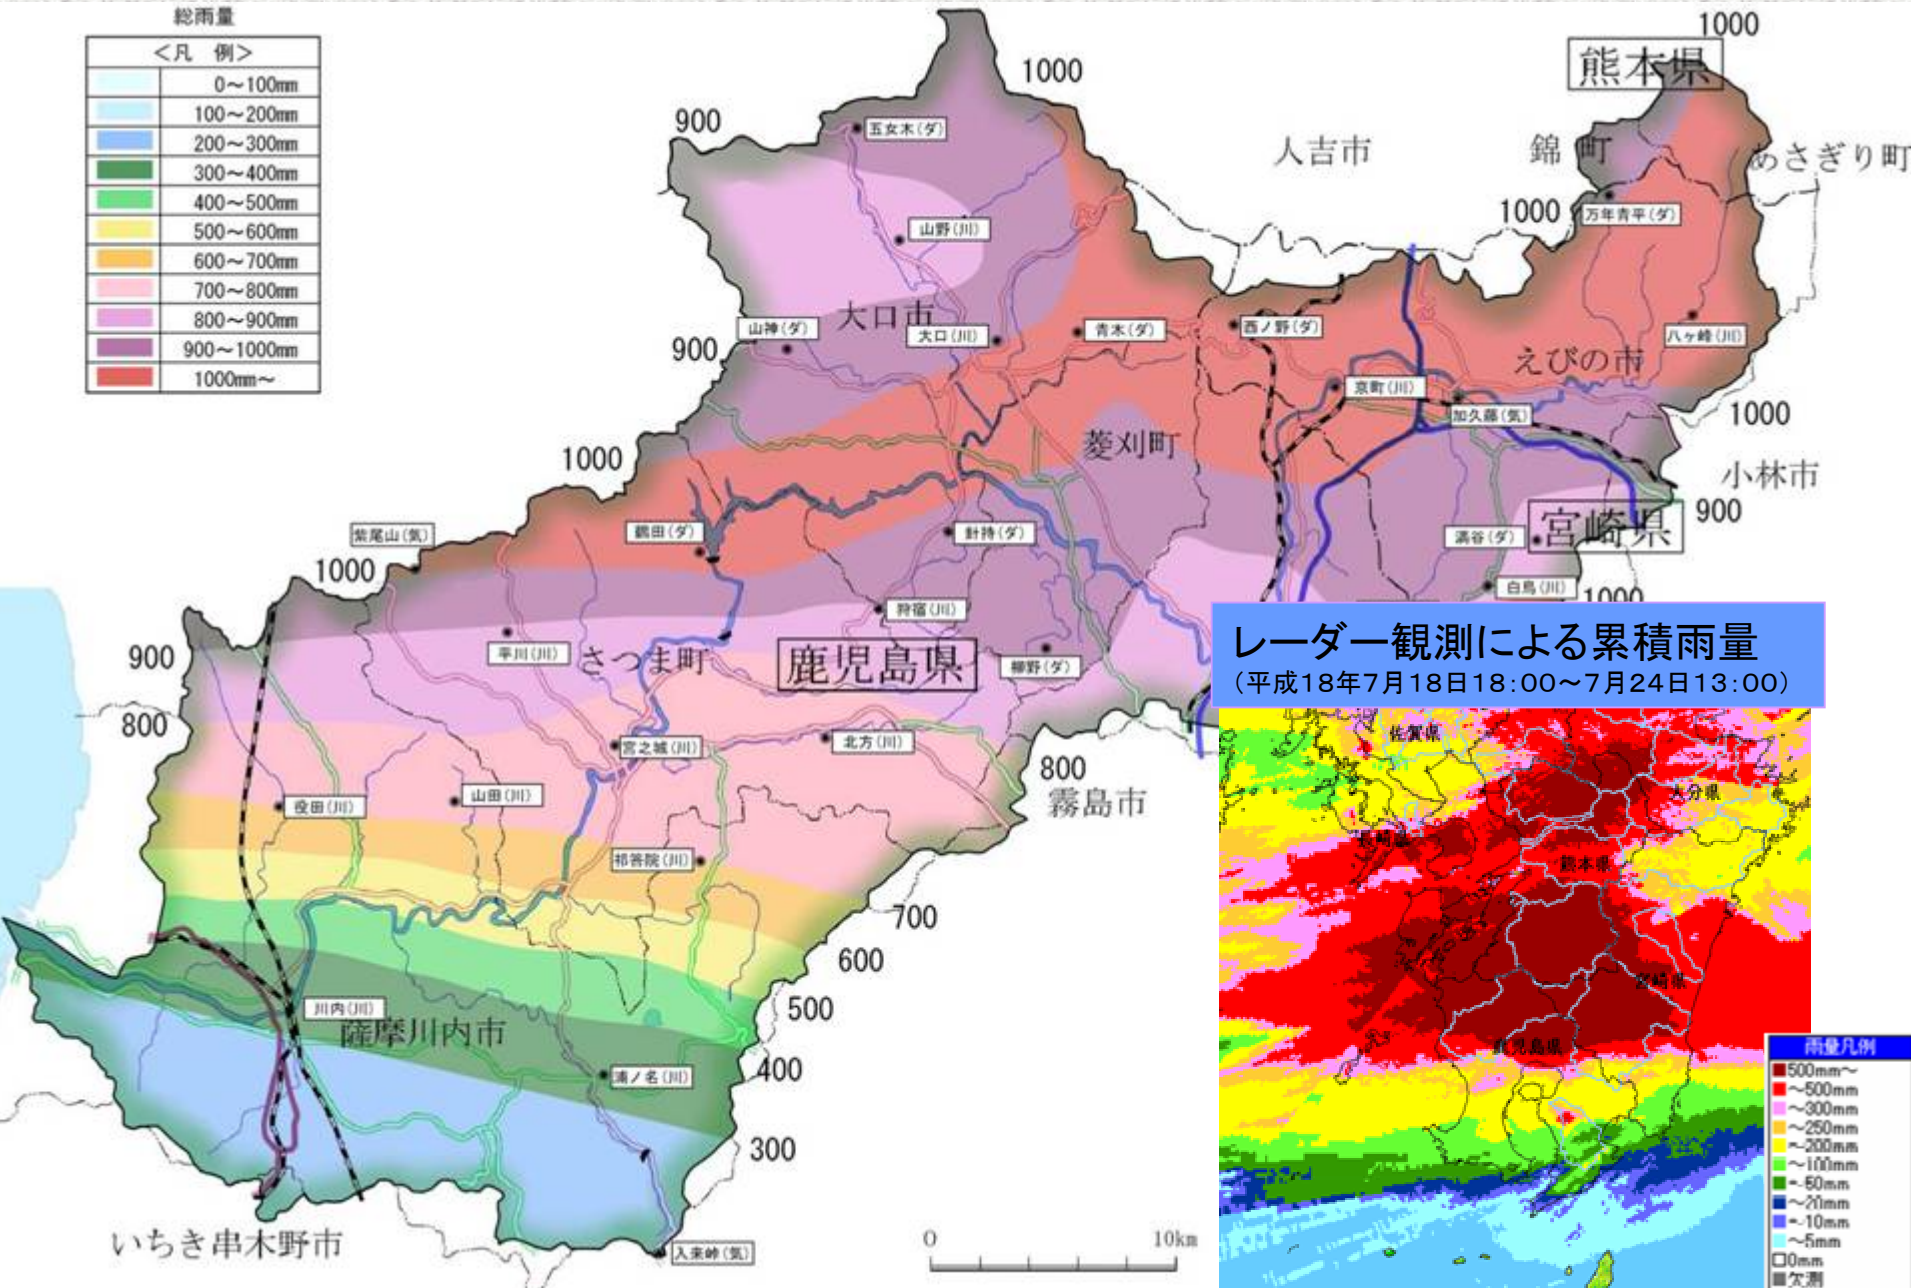 総雨量
＜凡　例＞
0～100mm
100～200mm
200～300mm
300～400mm
400～500mm
500～600mm
600～700mm
700～800mm
800～900mm
900～1000mm
1000mm～
1000
熊本県
1000
900
五女木(ダ)
人吉市
錦町
あさぎり町
1000
万年青平(ダ)
山野(川)
大口市
山神(ダ)
大口(川)
青木(ダ)
西ノ野(ダ)
八ヶ峰(川)
900
えびの市
京町(川)
加久藤(気)
1000
菱刈町
1000
小林市
900
宮崎県
紫尾山(気)
鶴田(ダ)
針持(ダ)
溝谷(ダ)
1000
白鳥(川)
1000
狩宿(川)
900
平川(川)
さつま町
鹿児島県
柳野(ダ)
800
宮之城(川)
北方(川)
800
霧島市
役田(川)
山田(川)
祁答院(川)
700
600
500
川内(川)
薩摩川内市
400
浦ノ名(川)
300
いちき串木野市
入来峠(気)
0
10km
レーダー観測による累積雨量
（平成18年7月18日18:00～7月24日13:00）
佐賀県
大分県
長崎県
熊本県
宮崎県
鹿児島県
雨量凡例
500mm～
～500mm
～300mm
～250mm
～200mm
～100mm
～50mm
～20mm
～10mm
～5mm
0mm
欠測